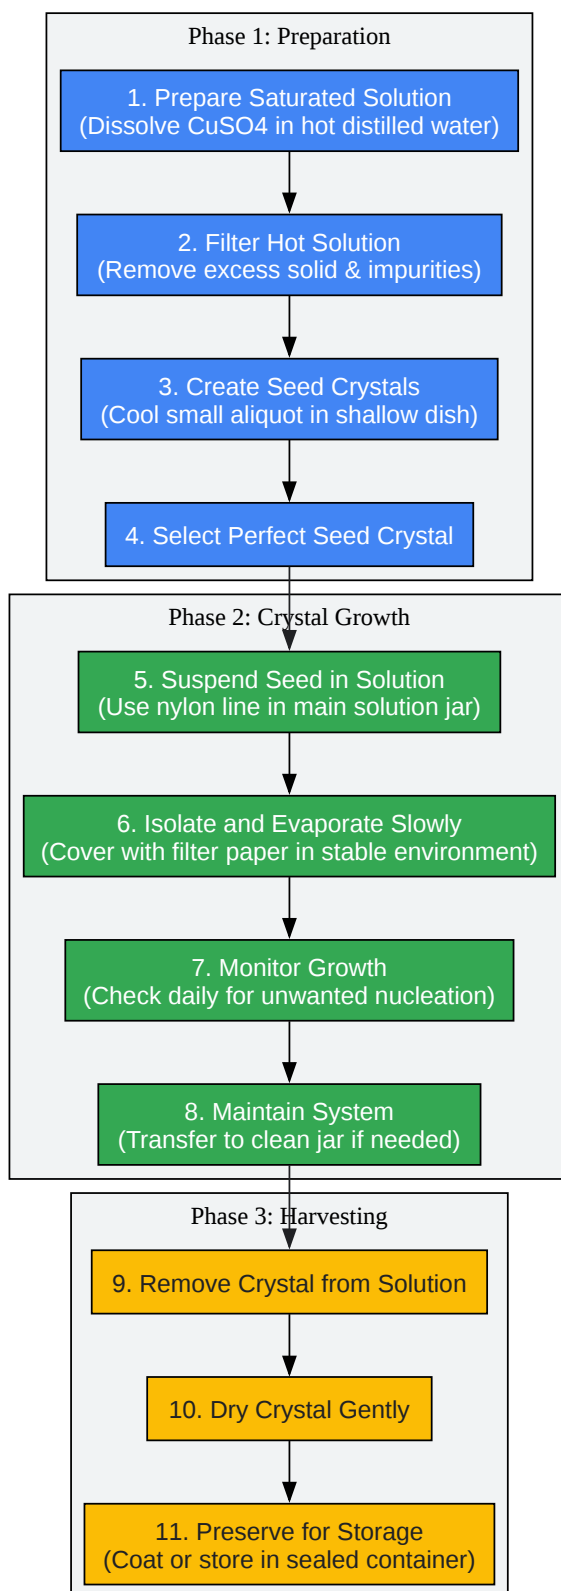 Phase 1: Preparation
1. Prepare Saturated Solution
(Dissolve CuSO4 in hot distilled water)
2. Filter Hot Solution
(Remove excess solid & impurities)
3. Create Seed Crystals
(Cool small aliquot in shallow dish)
4. Select Perfect Seed Crystal
Phase 2: Crystal Growth
5. Suspend Seed in Solution
(Use nylon line in main solution jar)
6. Isolate and Evaporate Slowly
(Cover with filter paper in stable environment)
7. Monitor Growth
(Check daily for unwanted nucleation)
8. Maintain System
(Transfer to clean jar if needed)
Phase 3: Harvesting
9. Remove Crystal from Solution
10. Dry Crystal Gently
11. Preserve for Storage
(Coat or store in sealed container)